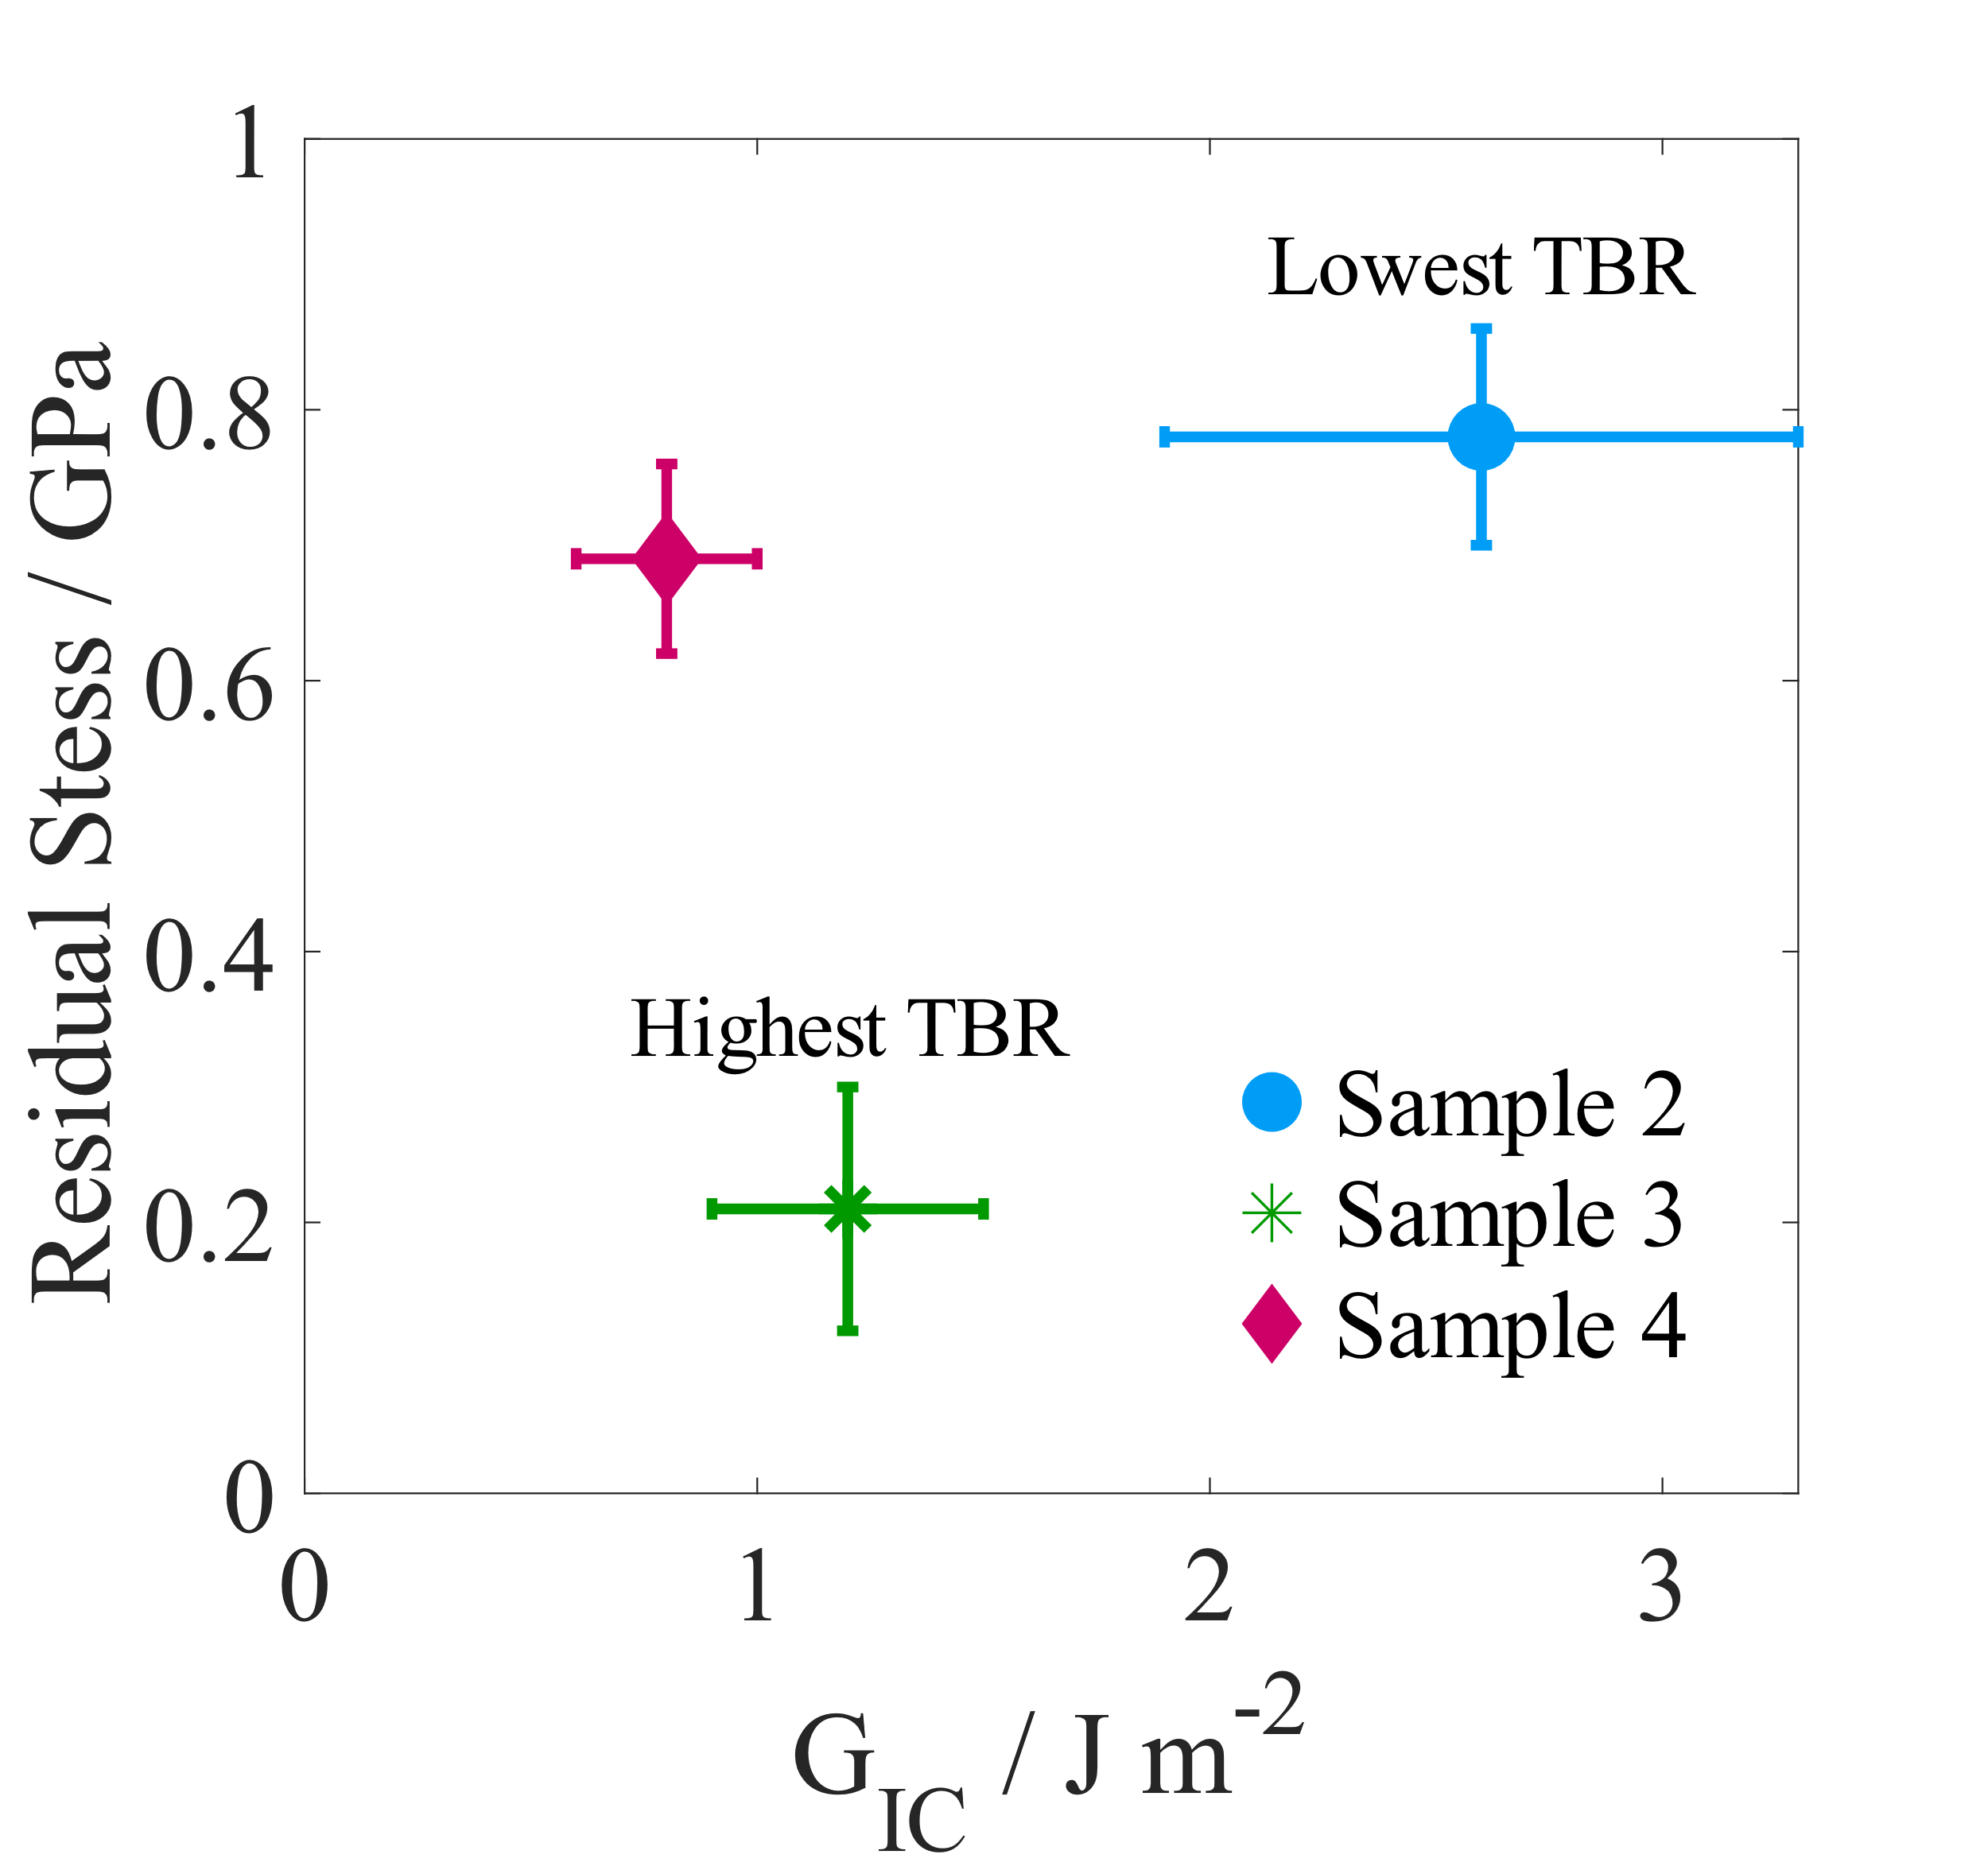 Residual Stess / GPa
1
0.8
0.6
0.4
0.2
0
Lowest TBR
Highest TBR
Sample 2
Sample 3
Sample 4
0 1 2 3
G_IC / J m^-2